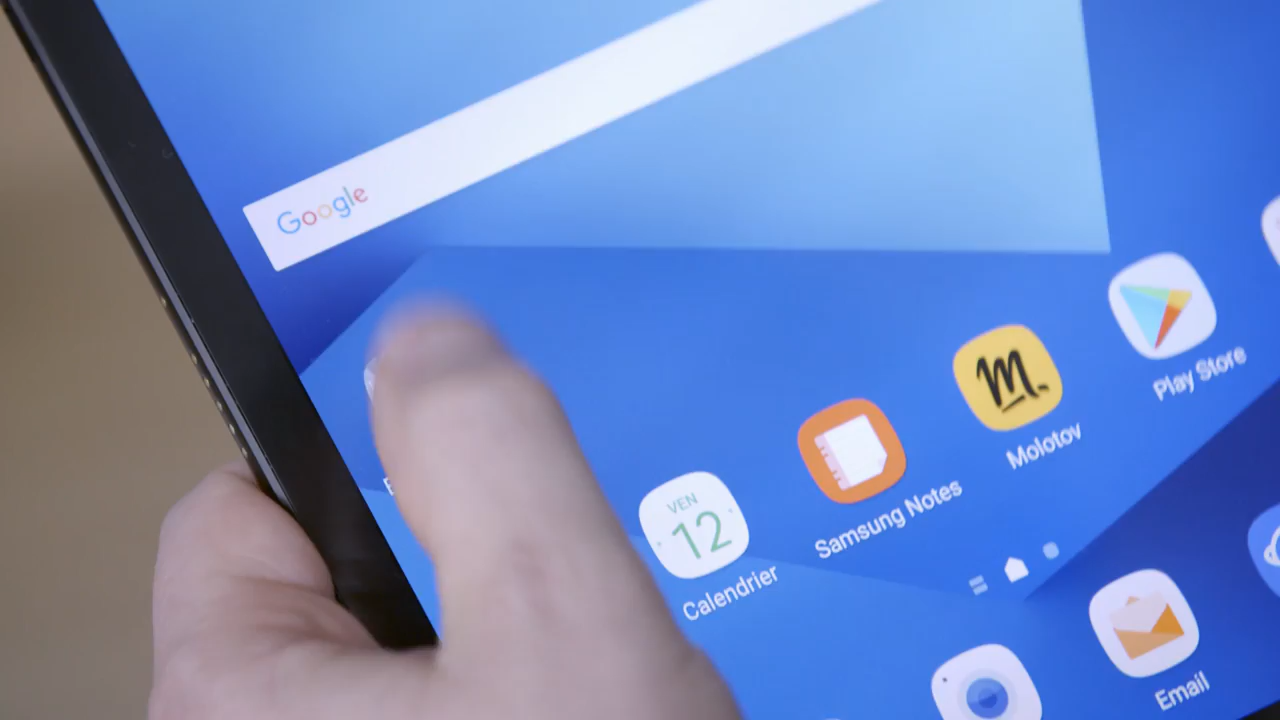 Google
VEN
12
Calendrier
Samsung Notes
m.
Molotov
Play Store
Email